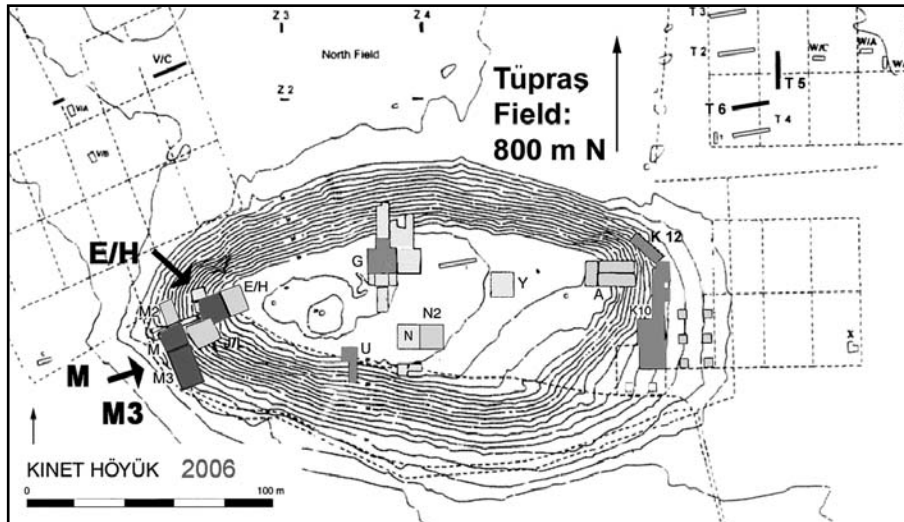 Z 3
Z 4
T 3
V/C
North Field
T 2
W/C
W/A
Tüpraş
Field:
800 m N
Z 2
T 5
T 6
T 4
V/A
V/B
K 12
E/H
G
E/H
Y
A
M2
N2
K10
N
J/L
U
M
M
M3
M3
X
KINET HÖYÜK 2006
0
100 m